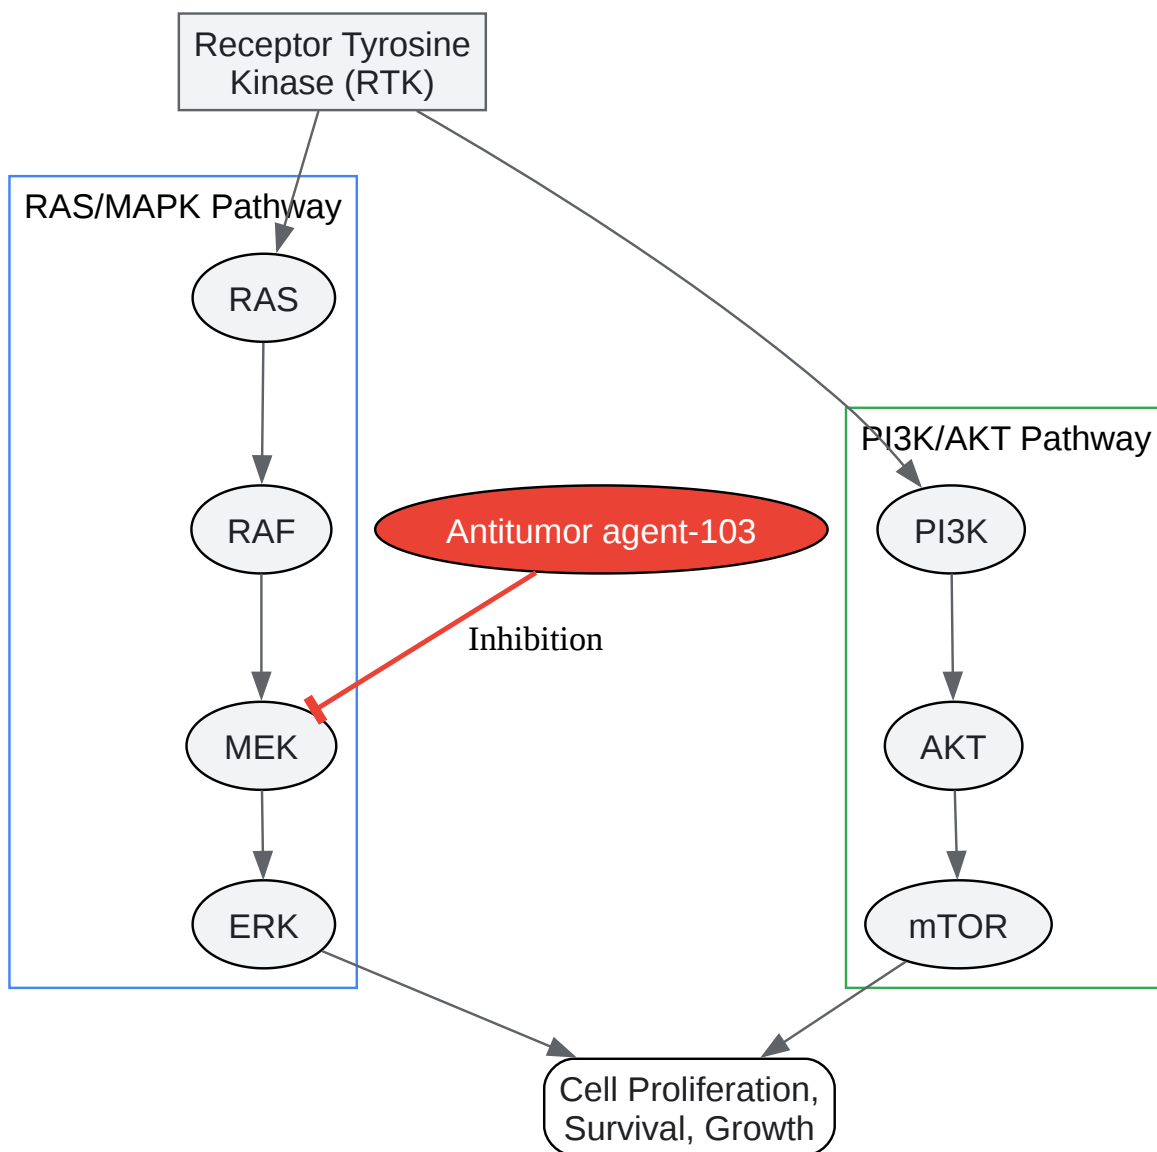 Receptor Tyrosine
Kinase (RTK)
RAS/MAPK Pathway
RAS
PI3K/AKT Pathway
RAF
Antitumor agent-103
PI3K
Inhibition
MEK
AKT
ERK
mTOR
Cell Proliferation,
Survival, Growth